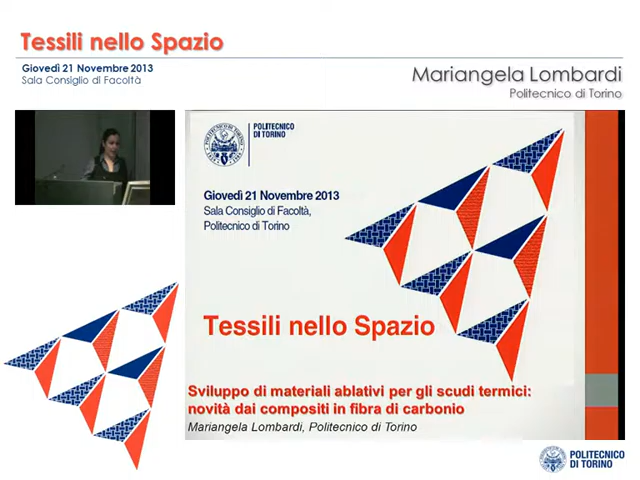 Tessili nello Spazio
Giovedì 21 Novembre 2013
Sala Consiglio di Facoltà
Mariangela Lombardi
Politecnico di Torino
POLITECNICO
DI TORINO
Giovedì 21 Novembre 2013
Sala Consiglio di Facoltà,
Politecnico di Torino
Tessili nello Spazio
Sviluppo di materiali ablativi per gli scudi termici:
novità dai compositi in fibra di carbonio
Mariangela Lombardi, Politecnico di Torino
POLITECNICO
DI TORINO